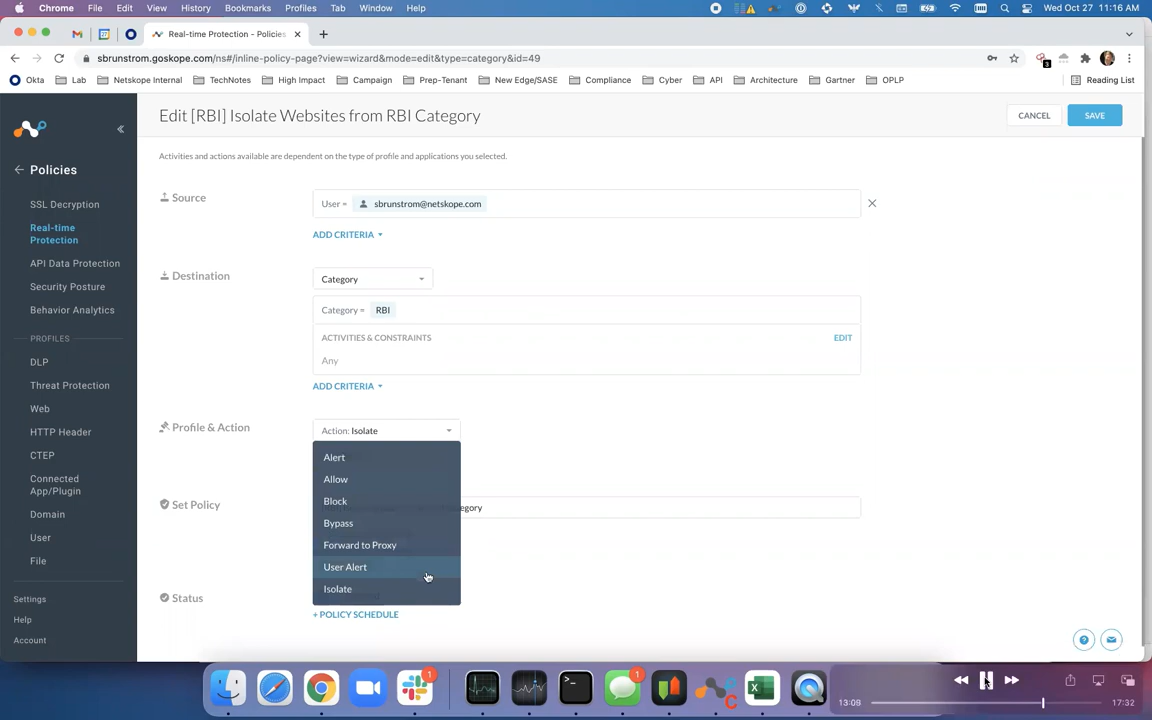 Chrome File Edit View History Bookmarks Profiles Tab Window Help Wed Oct 27 11:16 AM
Real-time Protection - Policies
sbrunstrom.goskope.com/ns#/inline-policy-page?view=wizard&mode=edit&type=category&id=49
Okta Lab Netskope Internal TechNotes High Impact Campaign Prep-Tenant New Edge/SASE Compliance Cyber API Architecture Gartner OPLP Reading List
Edit [RBI] Isolate Websites from RBI Category CANCEL SAVE
Activities and actions available are dependent on the type of profile and applications you selected.
Policies
SSL Decryption
Real-time
Protection
API Data Protection
Security Posture
Behavior Analytics
PROFILES
DLP
Threat Protection
Web
HTTP Header
CTEP
Connected
App/Plugin
Domain
User
File
Settings
Help
Account
Source
User = sbrunstrom@netskope.com
ADD CRITERIA
Destination
Category
Category = RBI
ACTIVITIES & CONSTRAINTS EDIT
Any
ADD CRITERIA
Profile & Action
Action: Isolate
Alert
Allow
Block
Bypass
Forward to Proxy
User Alert
Isolate
Set Policy
Status
+ POLICY SCHEDULE
1
1
3
C
13:09 17:32